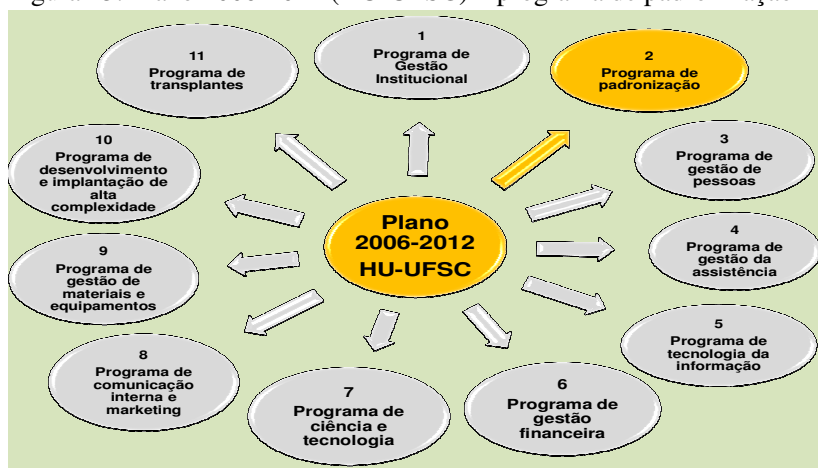 1
Programa de
Gestão
Institucional
2
Programa de
padronização
3
Programa de
gestão de
pessoas
4
Programa de
gestão da
assistência
5
Programa de
tecnologia da
informação
6
Programa de
gestão
financeira
7
Programa de
ciência e
tecnologia
8
Programa de
comunicação
interna e
marketing
9
Programa de
gestão de
materiais e
equipamentos
10
Programa de
desenvolvimento
e implantação de
alta
complexidade
11
Programa de
transplantes
Plano
2006-2012
HU-UFSC